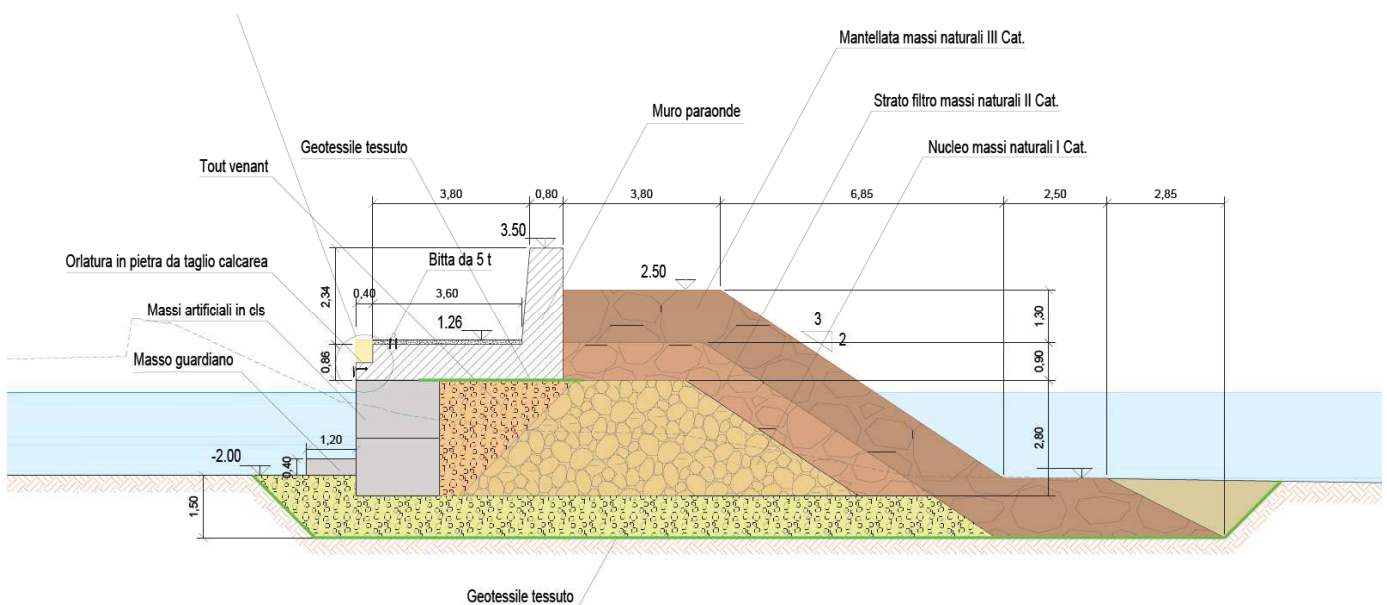 Mantellata massi naturali III Cat.
Strato filtro massi naturali II Cat.
Muro paraonde
Nucleo massi naturali I Cat.
Geotessile tessuto
Tout venant
3,80
0,80
3,80
6,85
2,50
2,85
3.50
Orlatura in pietra da taglio calcarea
Bitta da 5 t
2.50
2,34
0,40
3,60
1,30
Massi artificiali in cls
1.26
3
2
Masso guardiano
0,86
0,90
1,20
2,80
-2.00
0,40
1,50
Geotessile tessuto